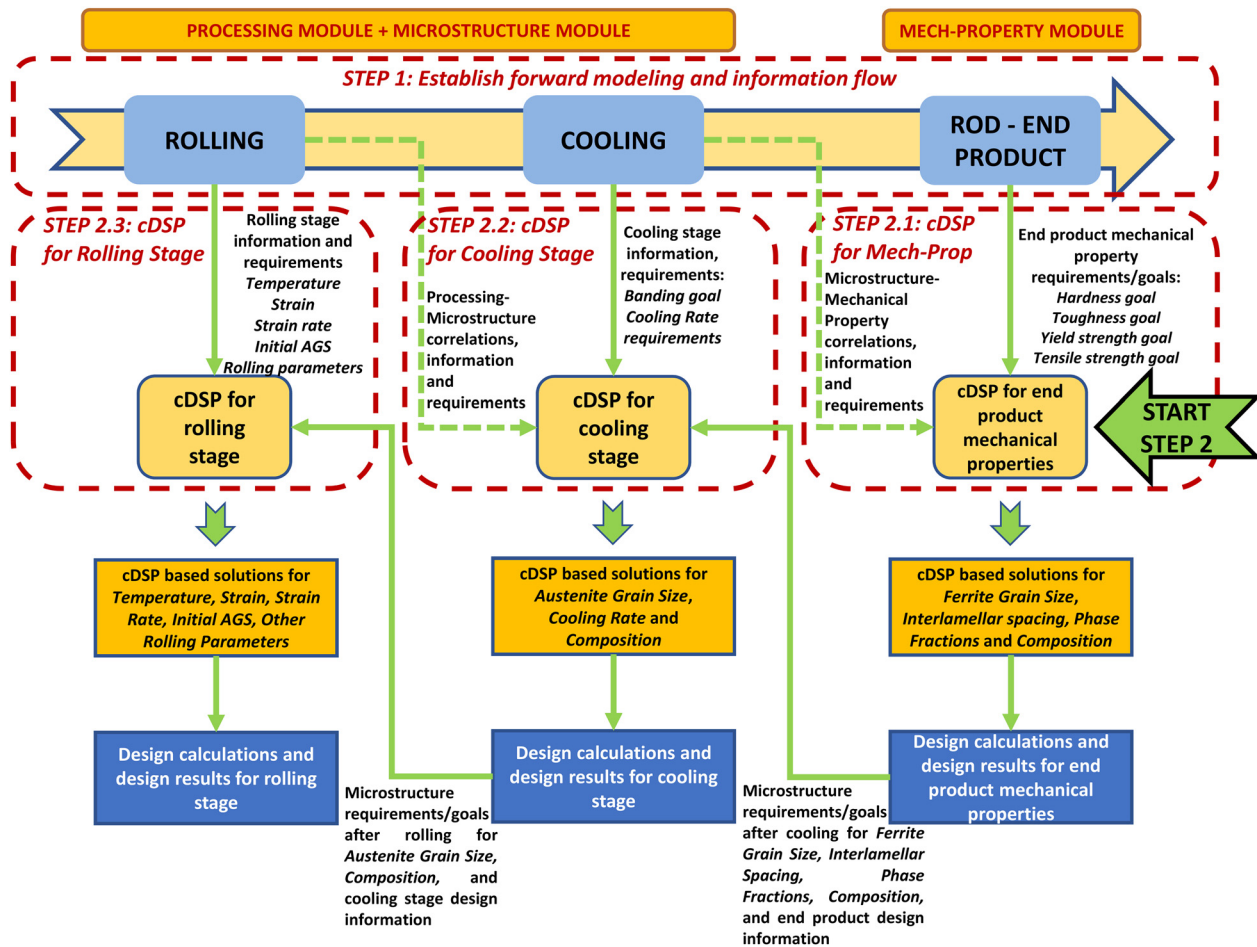 PROCESSING MODULE + MICROSTRUCTURE MODULE
MECH-PROPERTY MODULE
STEP 1: Establish forward modeling and information flow
ROLLING
COOLING
ROD - END
PRODUCT
STEP 2.3: cDSP
for Rolling Stage
Rolling stage
information and
requirements
Temperature
Strain
Strain rate
Initial AGS
Rolling parameters
cDSP for
rolling
stage
Processing-
Microstructure
correlations,
information
and
requirements
STEP 2.2: cDSP
for Cooling Stage
Cooling stage
information,
requirements:
Banding goal
Cooling Rate
requirements
cDSP for
cooling
stage
Microstructure-
Mechanical
Property
correlations,
information
and
requirements
STEP 2.1: cDSP
for Mech-Prop
End product mechanical
property
requirements/goals:
Hardness goal
Toughness goal
Yield strength goal
Tensile strength goal
cDSP for end
product
mechanical
properties
START
STEP 2
cDSP based solutions for
Temperature, Strain, Strain
Rate, Initial AGS, Other
Rolling Parameters
cDSP based solutions for
Austenite Grain Size,
Cooling Rate and
Composition
cDSP based solutions for
Ferrite Grain Size,
Interlamellar spacing, Phase
Fractions and Composition
Design calculations and
design results for rolling
stage
Microstructure
requirements/goals
after rolling for
Austenite Grain Size,
Composition, and
cooling stage design
information
Design calculations and
design results for cooling
stage
Microstructure
requirements/goals
after cooling for Ferrite
Grain Size, Interlamellar
Spacing, Phase
Fractions, Composition,
and end product design
information
Design calculations and
design results for end
product mechanical
properties